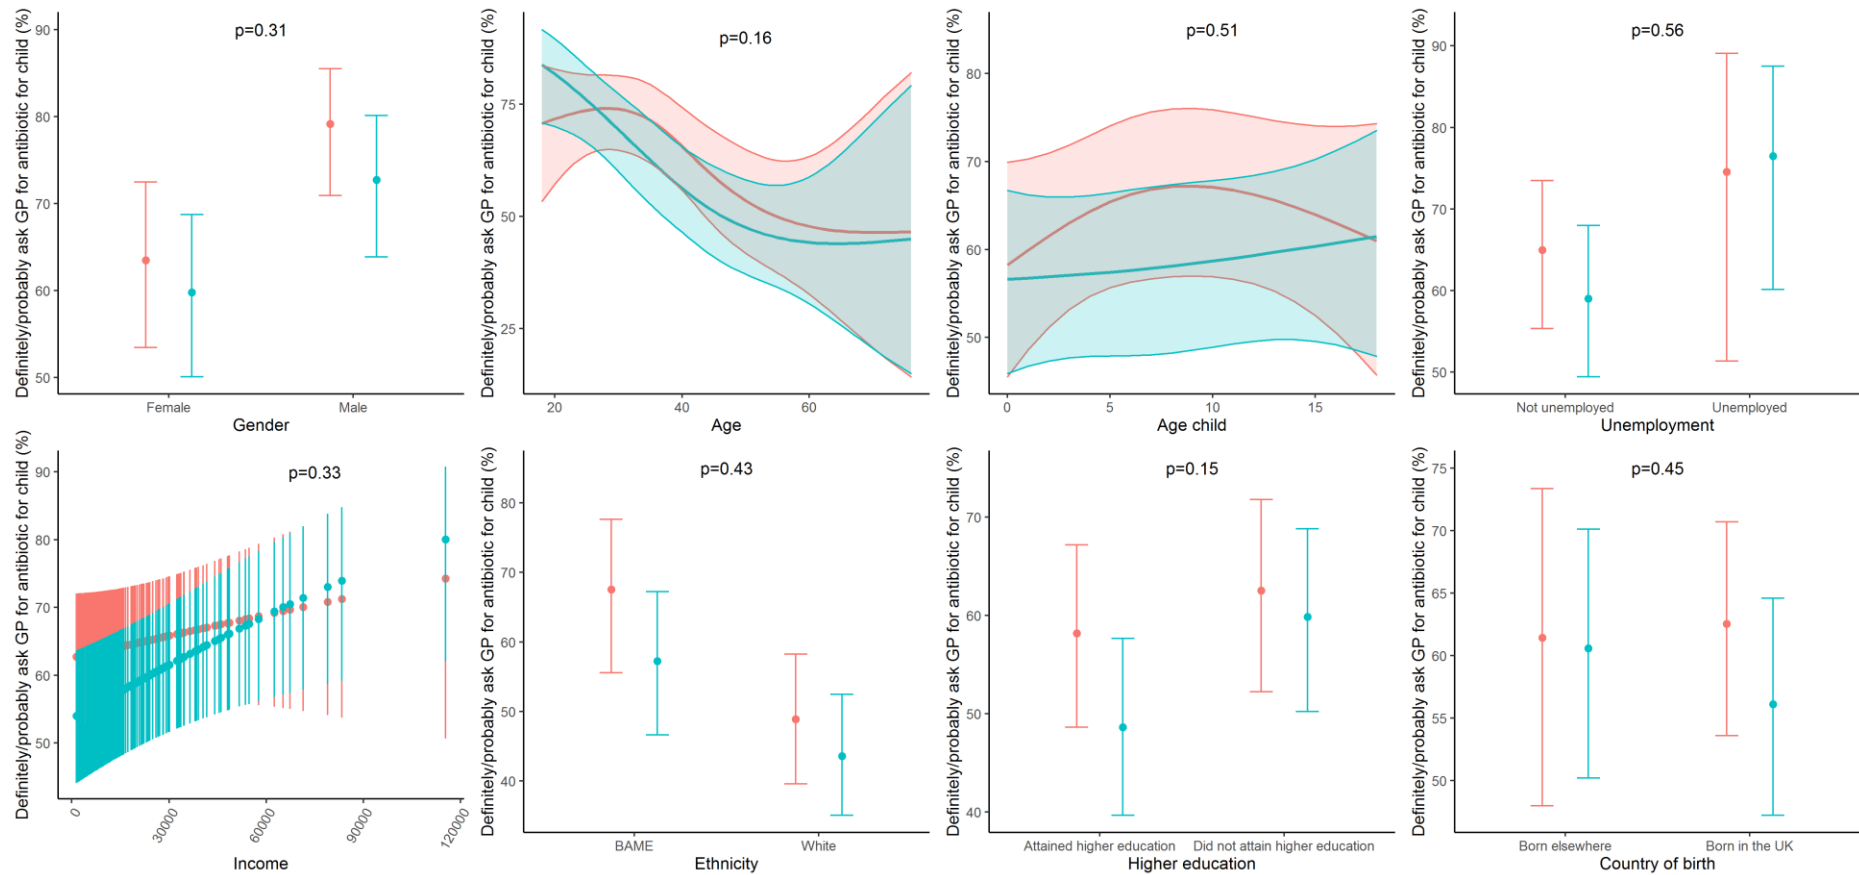 Definitely/probably ask GP for antibiotic for child (%)
90
80
70
60
50
p=0.31
Female
Male
Gender
Definitely/probably ask GP for antibiotic for child (%)
75
50
25
p=0.16
20
40
60
Age
Definitely/probably ask GP for antibiotic for child (%)
80
70
60
50
p=0.51
0
5
10
15
Age child
Definitely/probably ask GP for antibiotic for child (%)
90
80
70
60
50
p=0.56
Not unemployed
Unemployed
Unemployment
Definitely/probably ask GP for antibiotic for child (%)
90
80
70
60
50
p=0.33
0
30000
60000
90000
120000
Income
Definitely/probably ask GP for antibiotic for child (%)
80
70
60
50
40
p=0.43
BAME
White
Ethnicity
Definitely/probably ask GP for antibiotic for child (%)
70
60
50
40
p=0.15
Attained higher education
Did not attain higher education
Higher education
Definitely/probably ask GP for antibiotic for child (%)
75
70
65
60
55
50
p=0.45
Born elsewhere
Born in the UK
Country of birth